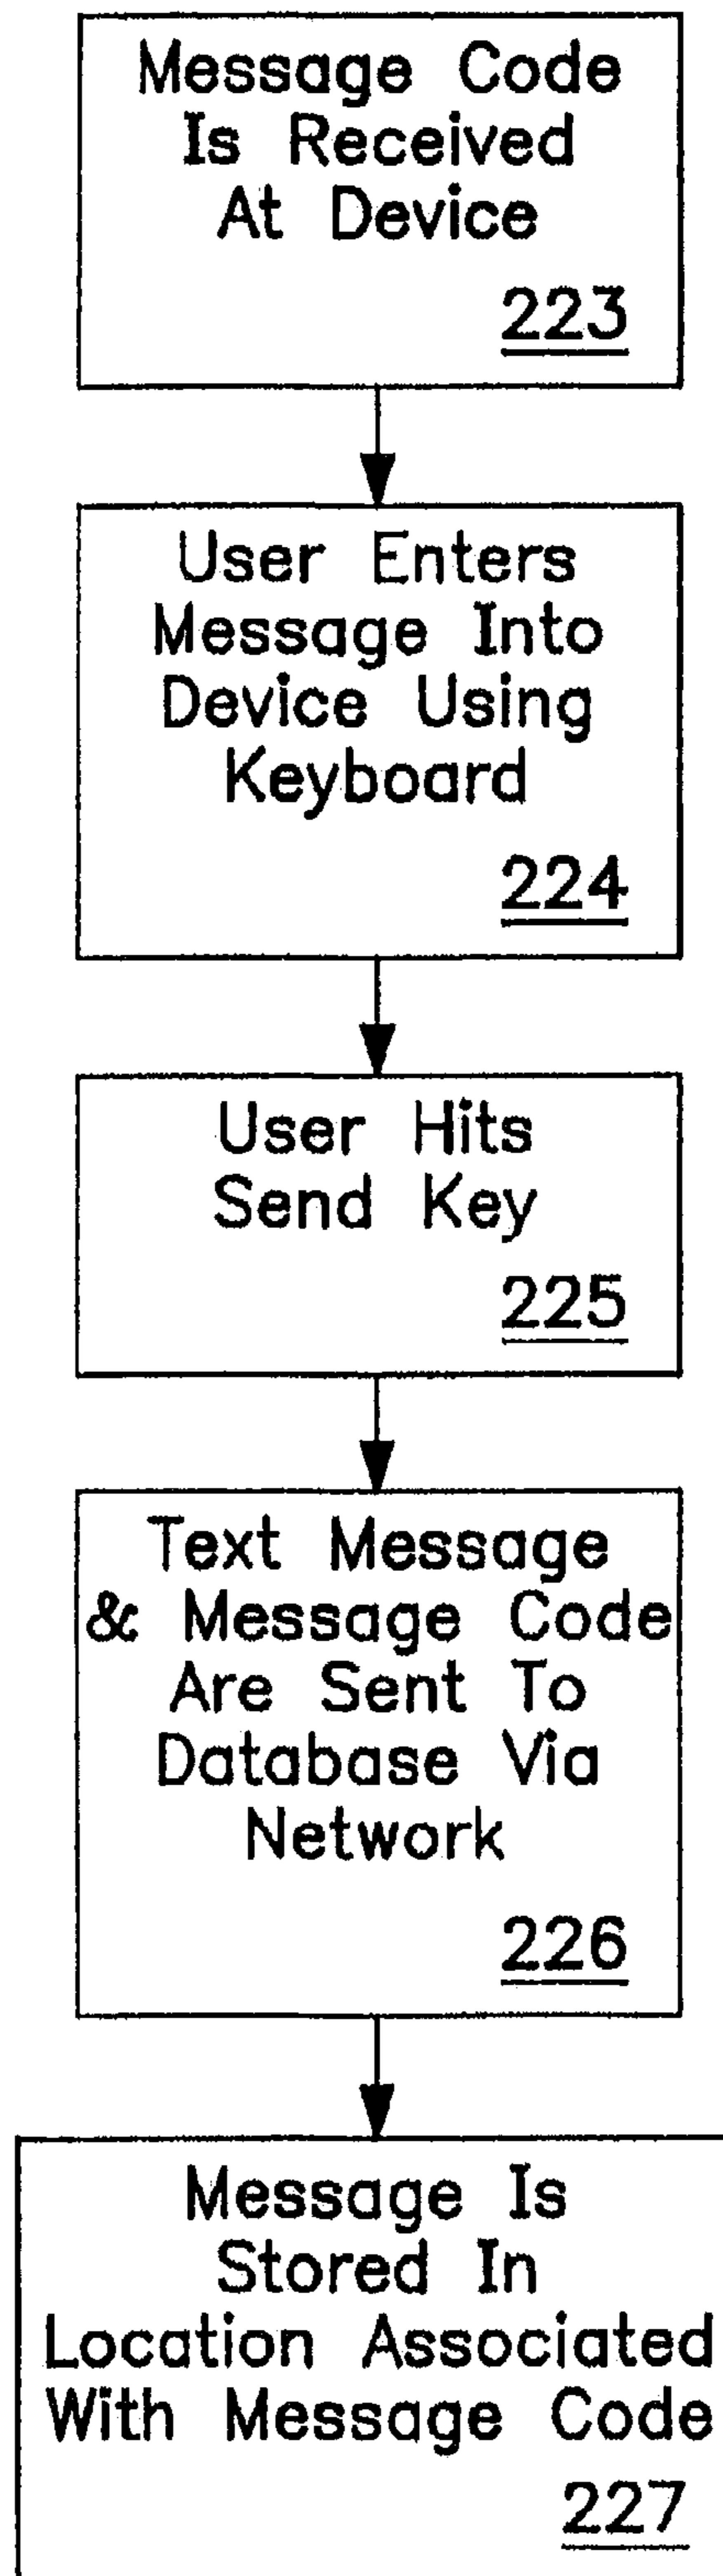 Message Code
Is Received
At Device
223
User Enters
Message Into
Device Using
Keyboard
224
User Hits
Send Key
225
Text Message
& Message Code
Are Sent To
Database Via
Network
226
Message Is
Stored In
Location Associated
With Message Code
227